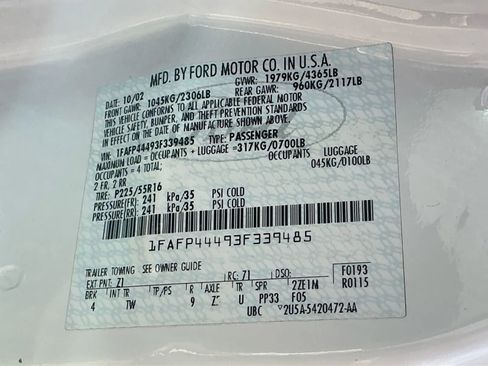 MFD. BY FORD MOTOR CO. IN U.S.A.
DATE: 10/02 GVWR: 1979KG/4365LB
FRONT GAWR: 1045KG/2306LB REAR GAWR: 960KG/2117LB
THIS VEHICLE CONFORMS TO ALL APPLICABLE FEDERAL MOTOR
VEHICLE SAFETY, BUMPER, AND THEFT PREVENTION STANDARDS
IN EFFECT ON THE DATE OF MANUFACTURE SHOWN ABOVE.
VIN: 1FAFP44493F339485 TYPE: PASSENGER
MAXIMUM LOAD = OCCUPANTS + LUGGAGE = 317KG/0700LB
OCCUPANTS = 4 TOTAL; OCCUPANTS LUGGAGE
2 FR, 2 RR 045KG/0100LB
TIRE: P225/55R16
PRESSURE(FR): 241 kPa/35 PSI COLD
PRESSURE(RR): 241 kPa/35 PSI COLD
1FAFP44493F339485
TRAILER TOWING SEE OWNER GUIDE
EXT PNT: Z1 RC: Z1 DSO: F0193
BRK INT TR TP/PS R AXLE TR SPR 2ZE1M R0115
4 TW 9 U PP33 F05
UBC 2U5A-5420472-AA